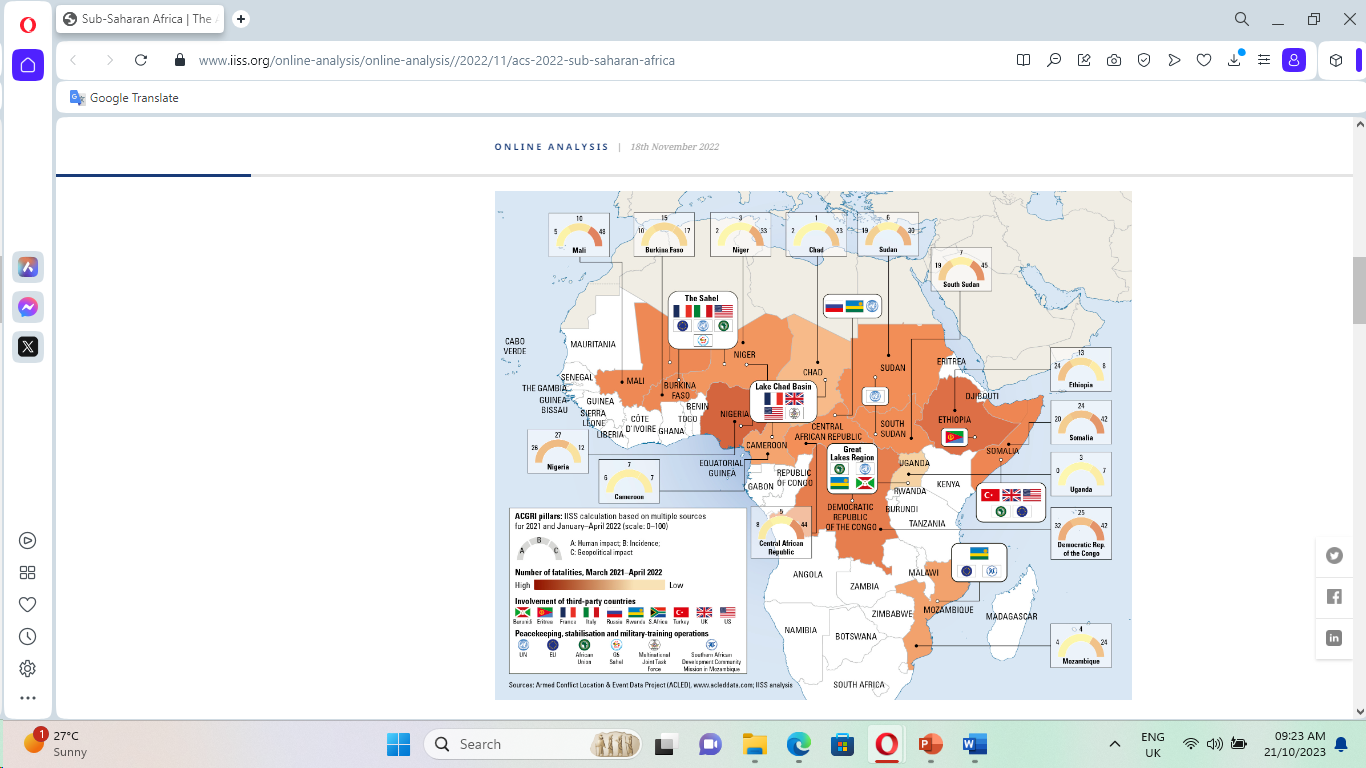 Sub-Saharan Africa | The
www.iiss.org/online-analysis/online-analysis//2022/11/acs-2022-sub-saharan-africa
Google Translate
ONLINE ANALYSIS | 18th November 2022
10
5 48
Mali
15
10 17
Burkina Faso
3
2 33
Niger
1
2 23
Chad
6
19 30
Sudan
7
19 45
South Sudan
The Sahel
CABO
VERDE
MAURITANIA
NIGER
CHAD
SUDAN
ERITREA
13
24 8
Ethiopia
SENEGAL
MALI
THE GAMBIA
BURKINA
FASO
Lake Chad Basin
DJIBOUTI
GUINEA-
BISSAU
GUINEA
BENIN
NIGERIA
SIERRA
LEONE
CÔTE
D'IVOIRE
TOGO
GHANA
LIBERIA
ETHIOPIA
24
20 42
Somalia
CENTRAL
AFRICAN REPUBLIC
SOUTH
SUDAN
CAMEROON
SOMALIA
27
26 12
Nigeria
Great
Lakes Region
7
6 7
Cameroon
EQUATORIAL
GUINEA
GABON
REPUBLIC
OF CONGO
UGANDA
KENYA
RWANDA
BURUNDI
3
0 7
Uganda
DEMOCRATIC
REPUBLIC
OF THE CONGO
TANZANIA
25
32 42
Democratic Rep.
of the Congo
5
8 44
Central African
Republic
ACGRI pillars: IISS calculation based on multiple sources
for 2021 and January–April 2022 (scale: 0–100)
A B C
A: Human impact; B: Incidence;
C: Geopolitical impact
Number of fatalities, March 2021–April 2022
High Low
Involvement of third-party countries
Burundi Eritrea France Italy Russia Rwanda S.Africa Turkey UK US
Peacekeeping, stabilisation and military-training operations
UN EU African
Union G5
Sahel Multinational
Joint Task
Force Southern African
Development Community
Mission in Mozambique
ANGOLA
ZAMBIA
MALAWI
ZIMBABWE
MOZAMBIQUE
MADAGASCAR
NAMIBIA
BOTSWANA
SOUTH AFRICA
4
4 24
Mozambique
Sources: Armed Conflict Location & Event Data Project (ACLED), www.acleddata.com; IISS analysis
1
27°C
Sunny
Search
ENG
UK
09:23 AM
21/10/2023